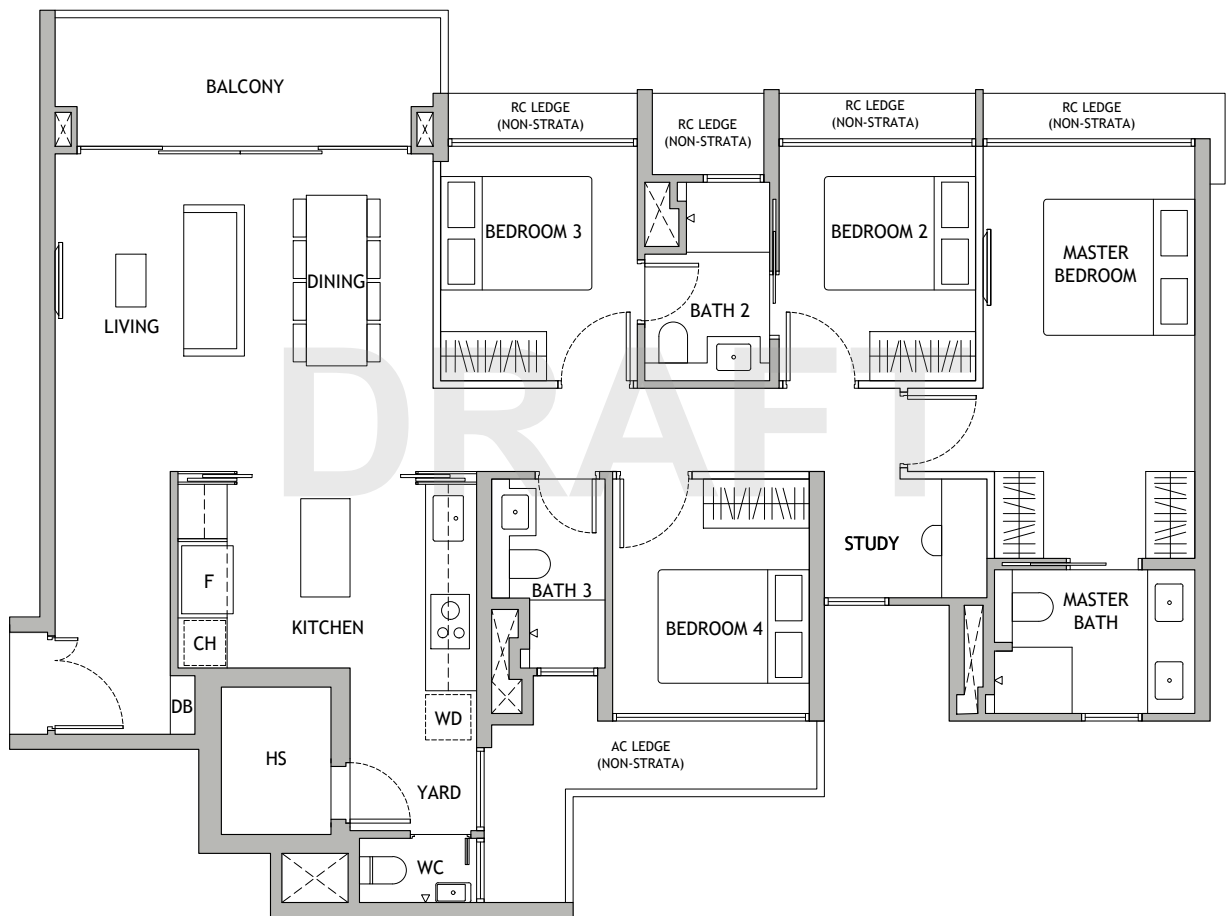 BALCONY
RC LEDGE
(NON-STRATA)
RC LEDGE
(NON-STRATA)
RC LEDGE
(NON-STRATA)
RC LEDGE
(NON-STRATA)
BEDROOM 3
BEDROOM 2
MASTER
BEDROOM
DINING
LIVING
BATH 2
DRAFT
STUDY
F
BATH 3
KITCHEN
BEDROOM 4
MASTER
BATH
CH
DB
WD
HS
AC LEDGE
(NON-STRATA)
YARD
WC